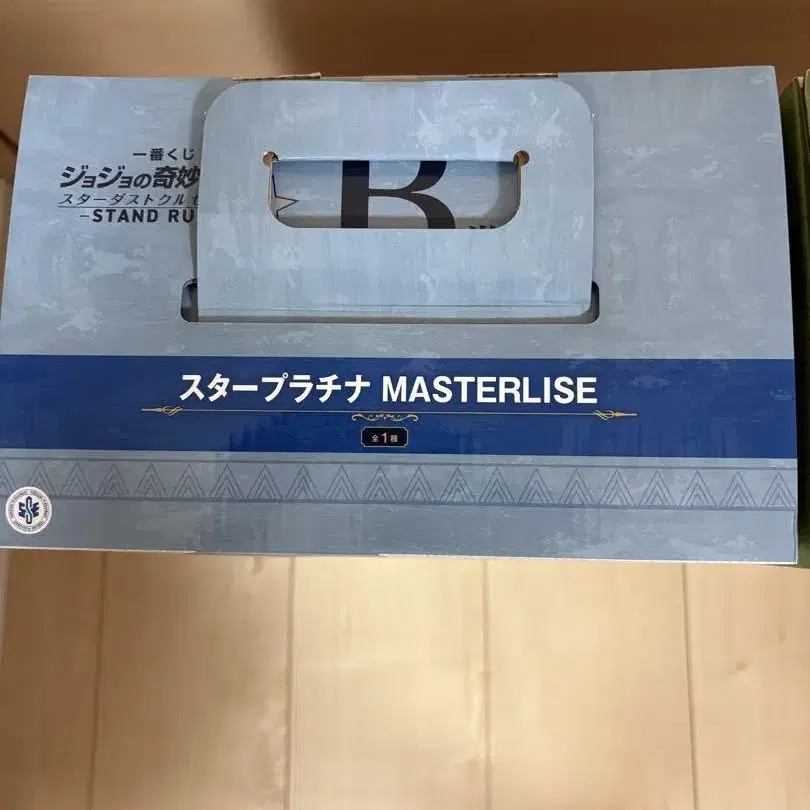 一番くじ
ジョジョの奇妙
スターダストクルセ
-STAND RU
B
スタープラチナ MASTERLISE
全1種